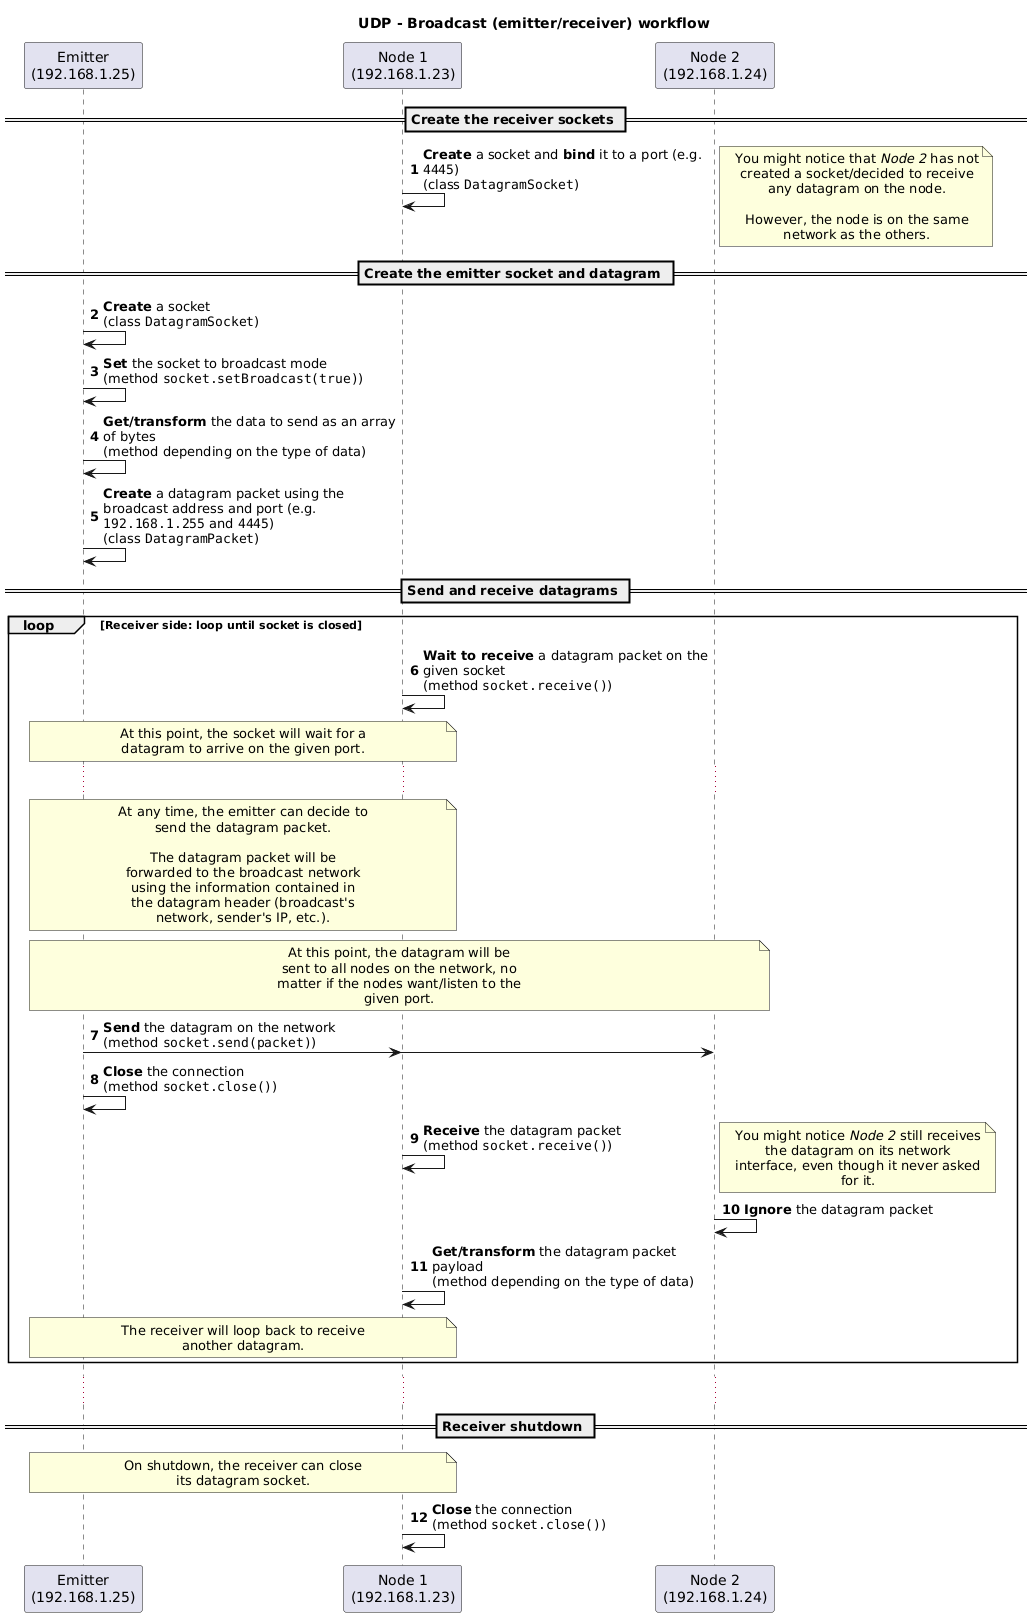 UDP - Broadcast (emitter/receiver) workflow
Emitter
(192.168.1.25)
Node 1
(192.168.1.23)
Node 2
(192.168.1.24)
Create the receiver sockets
1
Create a socket and bind it to a port (e.g.
4445)
(class DatagramSocket)
You might notice that Node 2 has not
created a socket/decided to receive
any datagram on the node.
However, the node is on the same
network as the others.
Create the emitter socket and datagram
2
Create a socket
(class DatagramSocket)
3
Set the socket to broadcast mode
(method socket.setBroadcast(true))
4
Get/transform the data to send as an array
of bytes
(method depending on the type of data)
5
Create a datagram packet using the
broadcast address and port (e.g.
192.168.1.255 and 4445)
(class DatagramPacket)
Send and receive datagrams
loop
[Receiver side: loop until socket is closed]
6
Wait to receive a datagram packet on the
given socket
(method socket.receive())
At this point, the socket will wait for a
datagram to arrive on the given port.
At any time, the emitter can decide to
send the datagram packet.
The datagram packet will be
forwarded to the broadcast network
using the information contained in
the datagram header (broadcast's
network, sender's IP, etc.).
At this point, the datagram will be
sent to all nodes on the network, no
matter if the nodes want/listen to the
given port.
7
Send the datagram on the network
(method socket.send(packet))
8
Close the connection
(method socket.close())
9
Receive the datagram packet
(method socket.receive())
You might notice Node 2 still receives
the datagram on its network
interface, even though it never asked
for it.
10 Ignore the datagram packet
11
Get/transform the datagram packet
payload
(method depending on the type of data)
The receiver will loop back to receive
another datagram.
Receiver shutdown
On shutdown, the receiver can close
its datagram socket.
12
Close the connection
(method socket.close())
Emitter
(192.168.1.25)
Node 1
(192.168.1.23)
Node 2
(192.168.1.24)